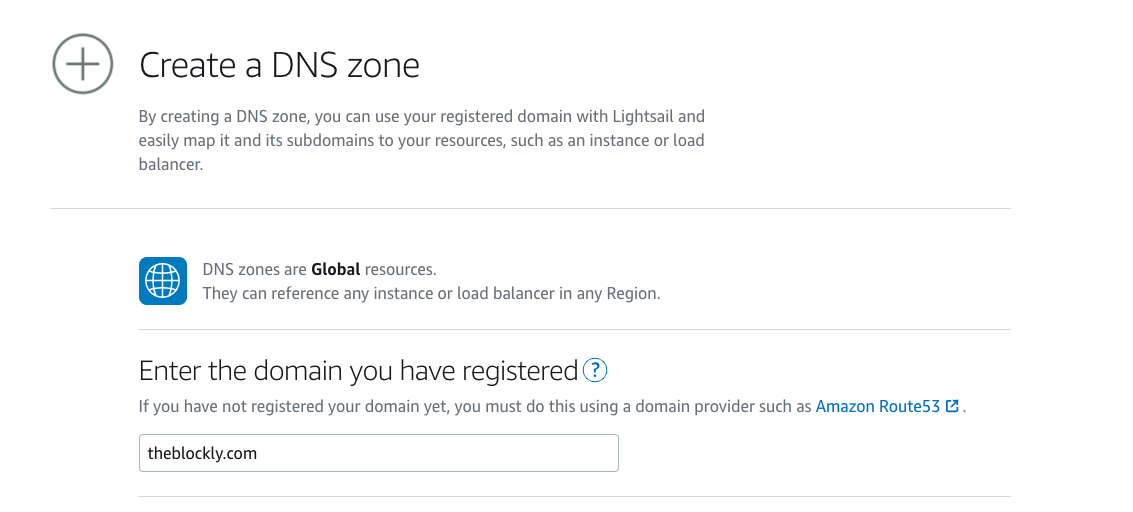 Create a DNS zone
By creating a DNS zone, you can use your registered domain with Lightsail and
easily map it and its subdomains to your resources, such as an instance or load
balancer.
DNS zones are Global resources.
They can reference any instance or load balancer in any Region.
Enter the domain you have registered ?
If you have not registered your domain yet, you must do this using a domain provider such as Amazon Route53 .
theblockly.com